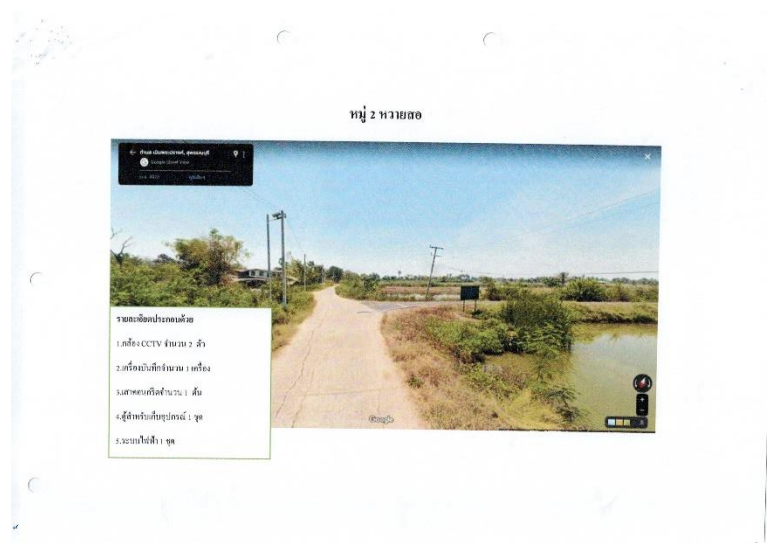 หมู่ 2 หวายสอ
Google Street View
รายละเอียดประกอบด้วย
1.กล้อง CCTV จำนวน 2 ตัว
2.เครื่องบันทึกจำนวน 1 เครื่อง
3.เสาคอนกรีตจำนวน 1 ต้น
4.ตู้สำหรับเก็บอุปกรณ์ 1 ชุด
5.ระบบไฟฟ้า 1 ชุด
Google